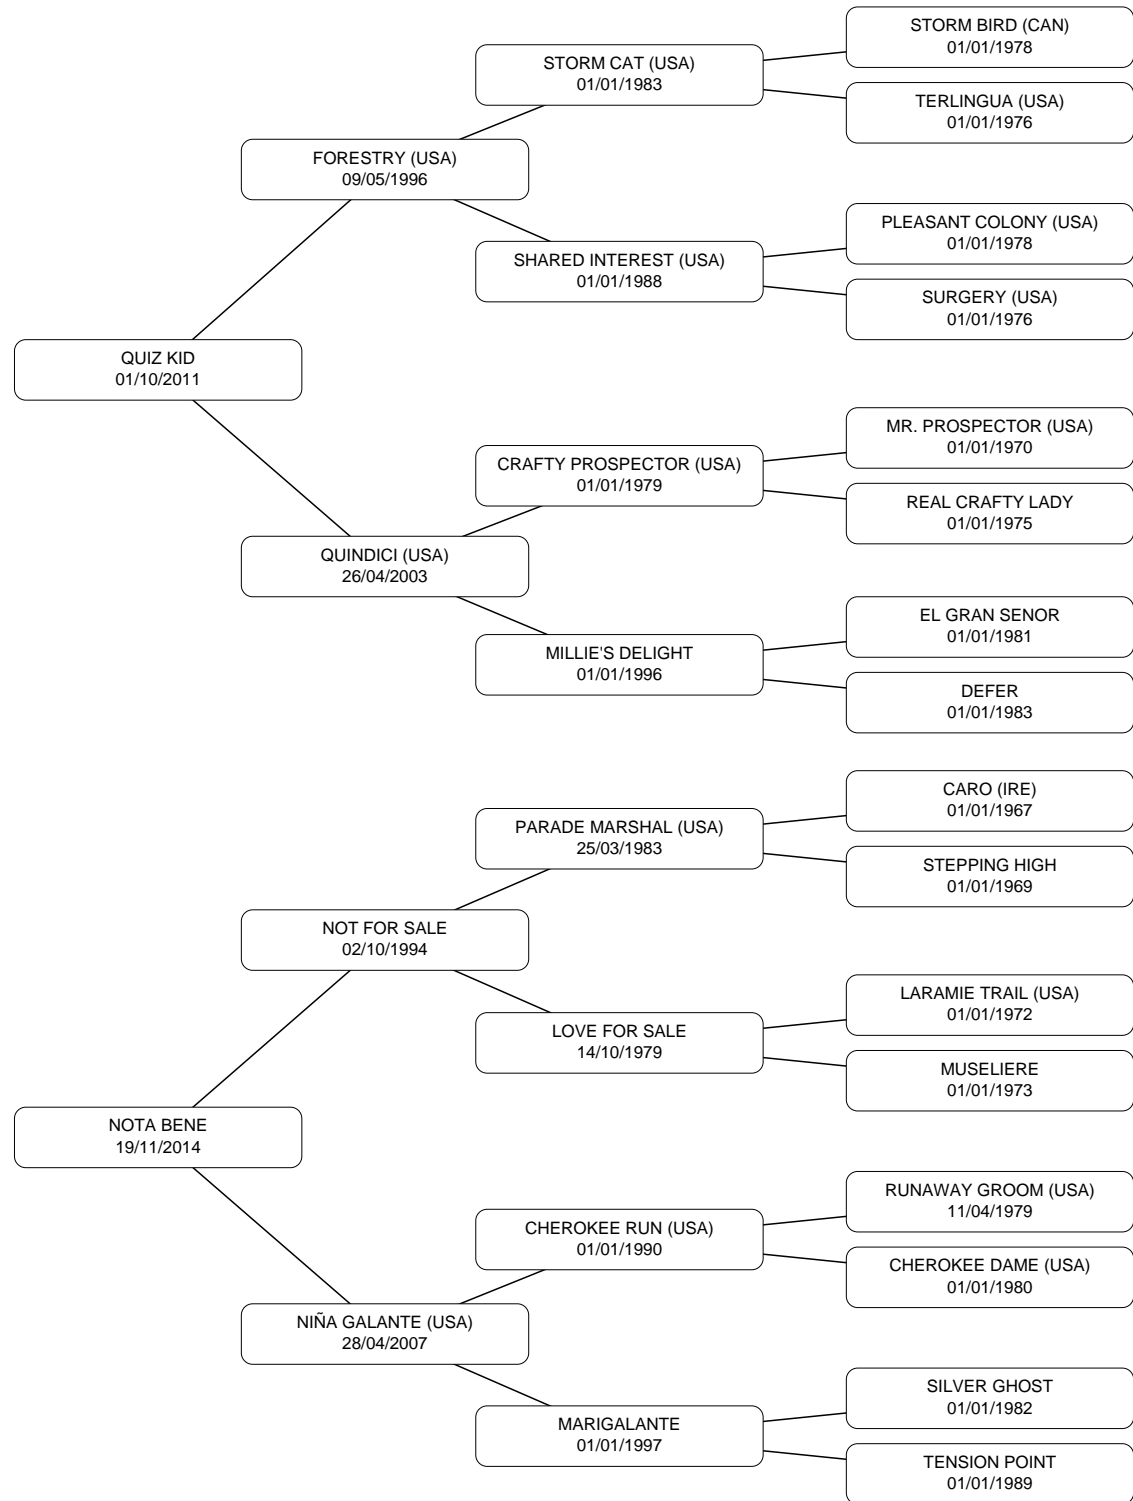 STORM BIRD (CAN)
01/01/1978
STORM CAT (USA)
01/01/1983
TERLINGUA (USA)
01/01/1976
FORESTRY (USA)
09/05/1996
PLEASANT COLONY (USA)
01/01/1978
SHARED INTEREST (USA)
01/01/1988
SURGERY (USA)
01/01/1976
QUIZ KID
01/10/2011
MR. PROSPECTOR (USA)
01/01/1970
CRAFTY PROSPECTOR (USA)
01/01/1979
REAL CRAFTY LADY
01/01/1975
QUINDICI (USA)
26/04/2003
EL GRAN SENOR
01/01/1981
MILLIE'S DELIGHT
01/01/1996
DEFER
01/01/1983
CARO (IRE)
01/01/1967
PARADE MARSHAL (USA)
25/03/1983
STEPPING HIGH
01/01/1969
NOT FOR SALE
02/10/1994
LARAMIE TRAIL (USA)
01/01/1972
LOVE FOR SALE
14/10/1979
MUSELIERE
01/01/1973
NOTA BENE
19/11/2014
RUNAWAY GROOM (USA)
11/04/1979
CHEROKEE RUN (USA)
01/01/1990
CHEROKEE DAME (USA)
01/01/1980
NIÑA GALANTE (USA)
28/04/2007
SILVER GHOST
01/01/1982
MARIGALANTE
01/01/1997
TENSION POINT
01/01/1989